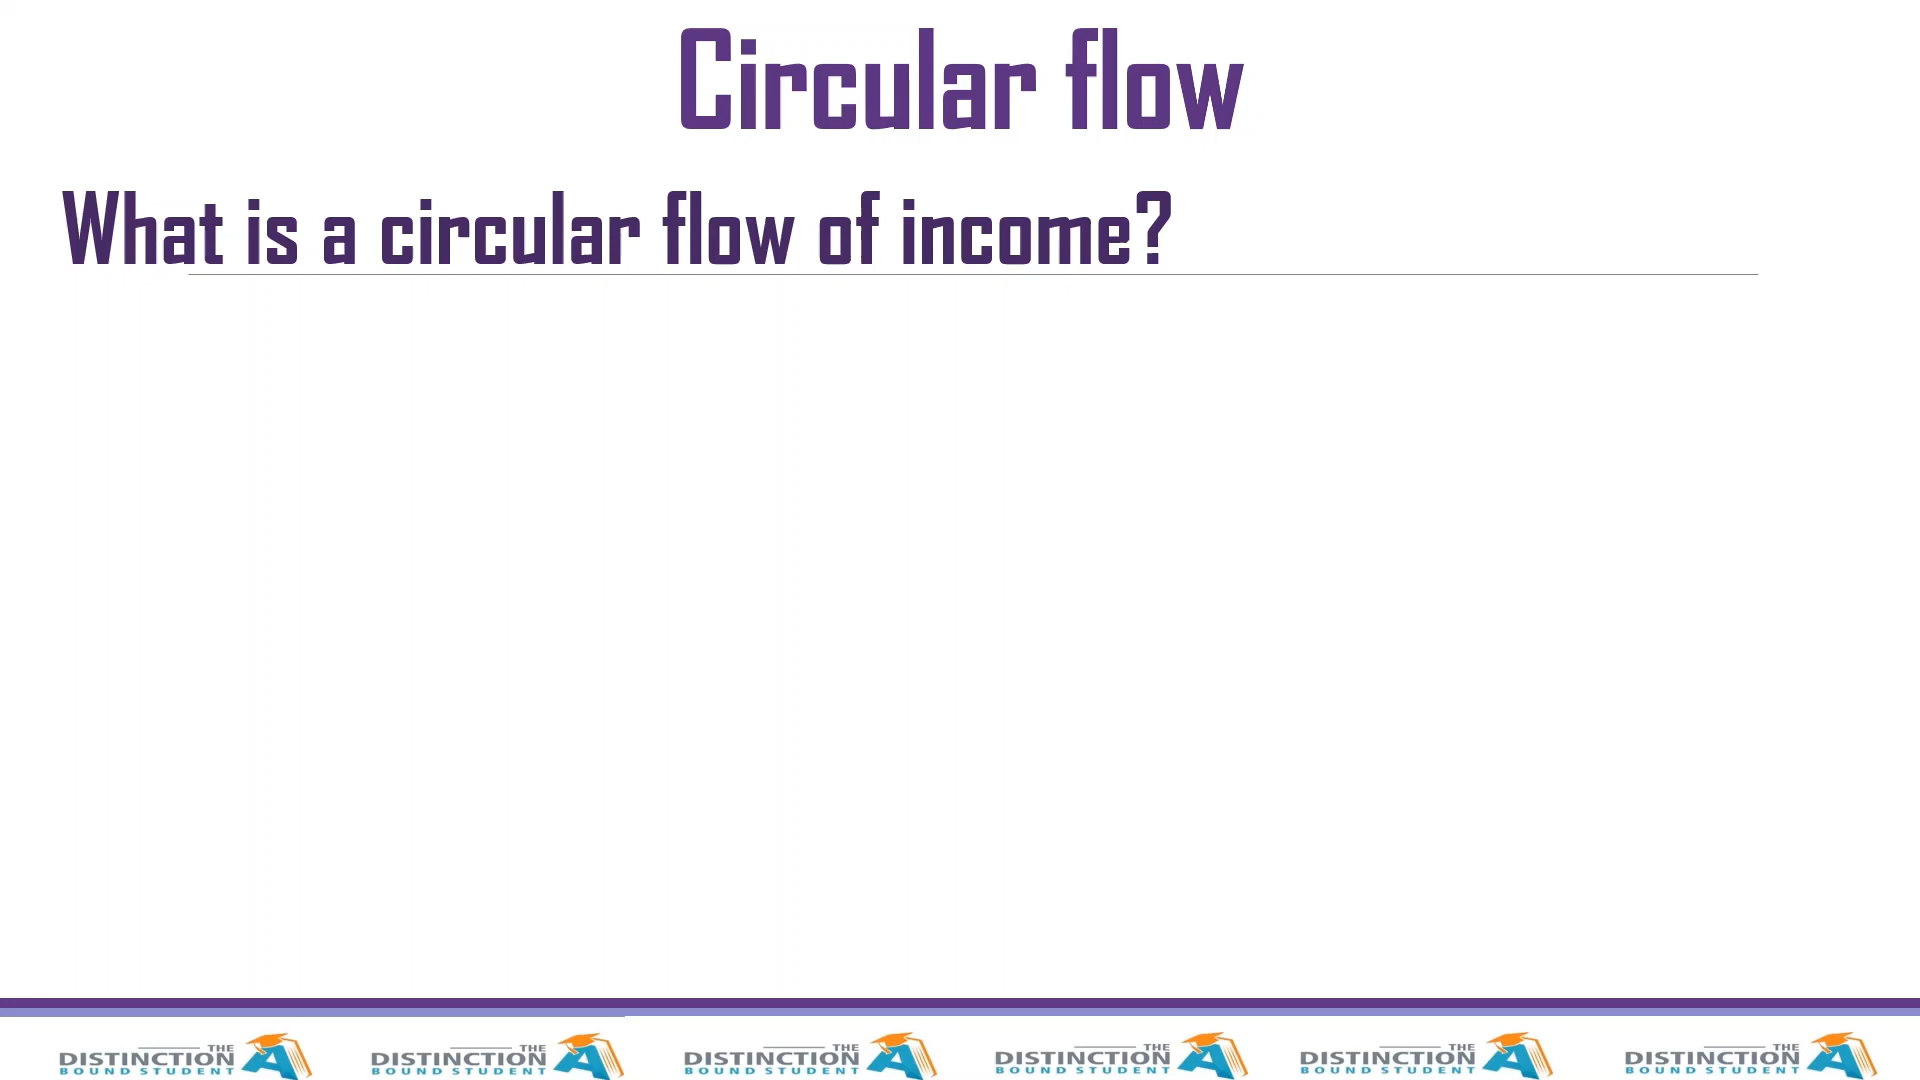 Circular flow
What is a circular flow of income?
THE
DISTINCTION
BOUND STUDENT
THE
DISTINCTION
BOUND STUDENT
THE
DISTINCTION
BOUND STUDENT
THE
DISTINCTION
BOUND STUDENT
THE
DISTINCTION
BOUND STUDENT
THE
DISTINCTION
BOUND STUDENT